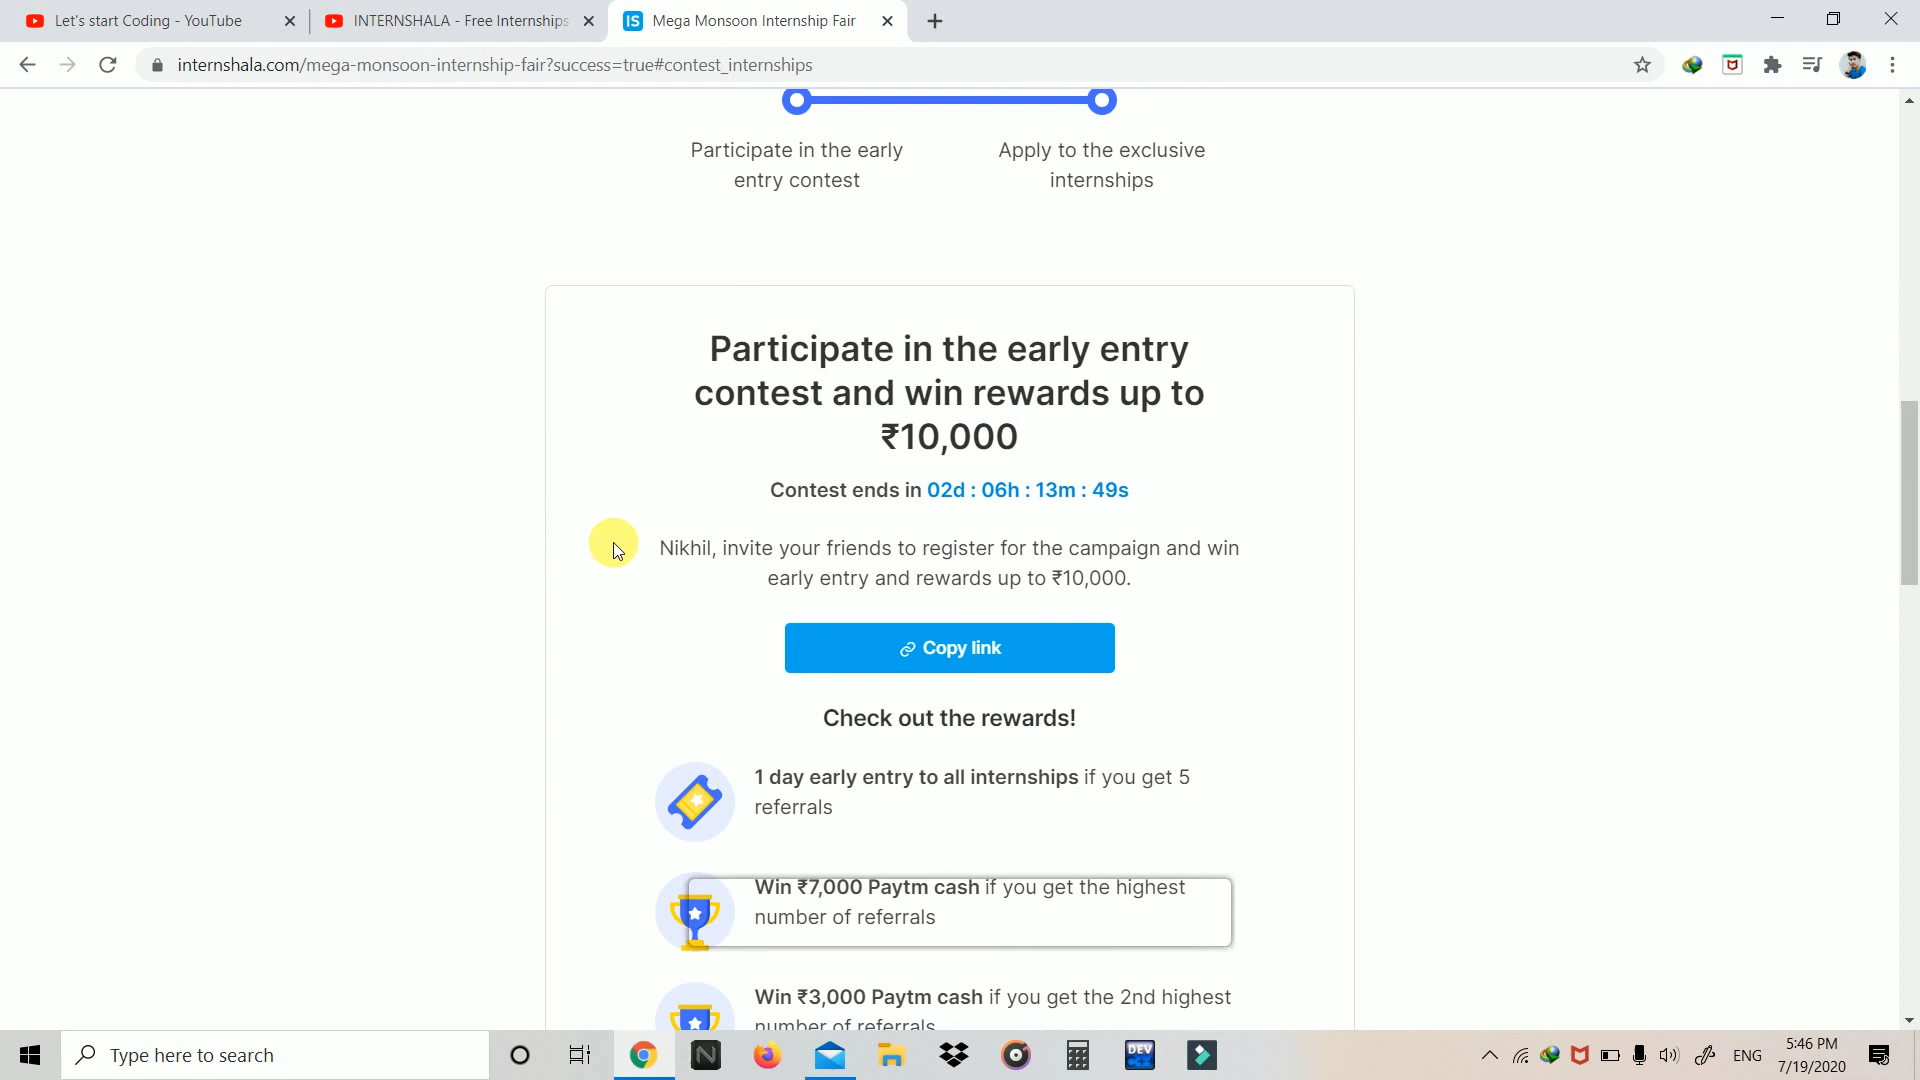 Let's start Coding - YouTube
INTERNSHALA - Free Internships
IS
Mega Monsoon Internship Fair
internshala.com/mega-monsoon-internship-fair?success=true#contest_internships
Participate in the early
entry contest
Apply to the exclusive
internships
Participate in the early entry
contest and win rewards up to
₹10,000
Contest ends in 02d : 06h : 13m : 49s
Nikhil, invite your friends to register for the campaign and win
early entry and rewards up to ₹10,000.
Copy link
Check out the rewards!
1 day early entry to all internships if you get 5
referrals
Win ₹7,000 Paytm cash if you get the highest
number of referrals
Win ₹3,000 Paytm cash if you get the 2nd highest
number of referrals
Type here to search
N
DEV
ENG
5:46 PM
7/19/2020